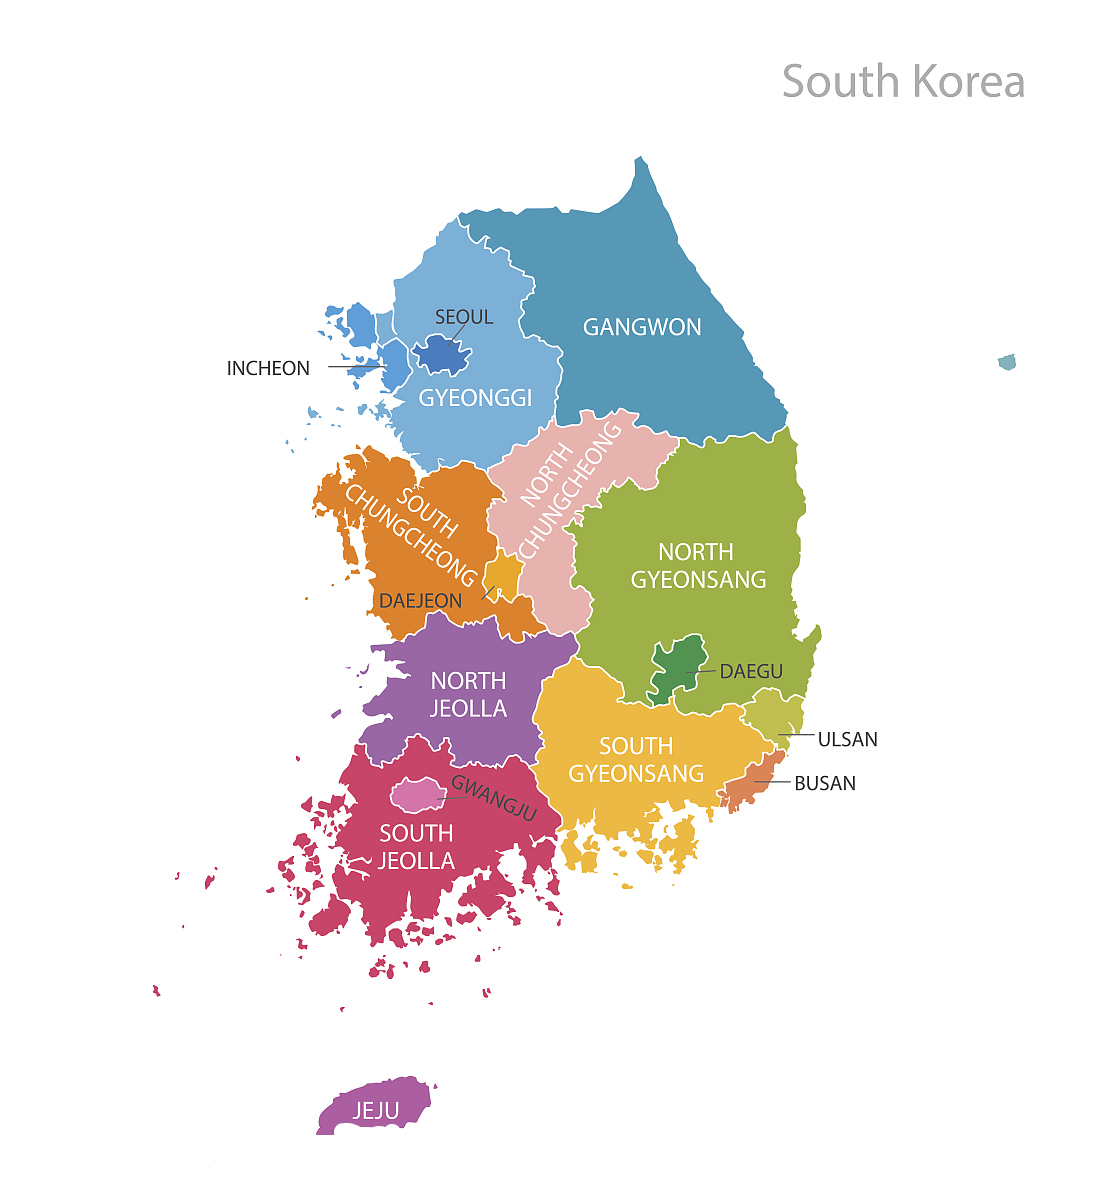 South Korea
GANGWON
SEOUL
INCHEON
GYEONGGI
NORTH
CHUNGCHEONG
SOUTH
CHUNGCHEONG
NORTH
GYEONSANG
DAEJEON
DAEGU
NORTH
JEOLLA
ULSAN
SOUTH
GYEONSANG
BUSAN
GWANGJU
SOUTH
JEOLLA
JEJU